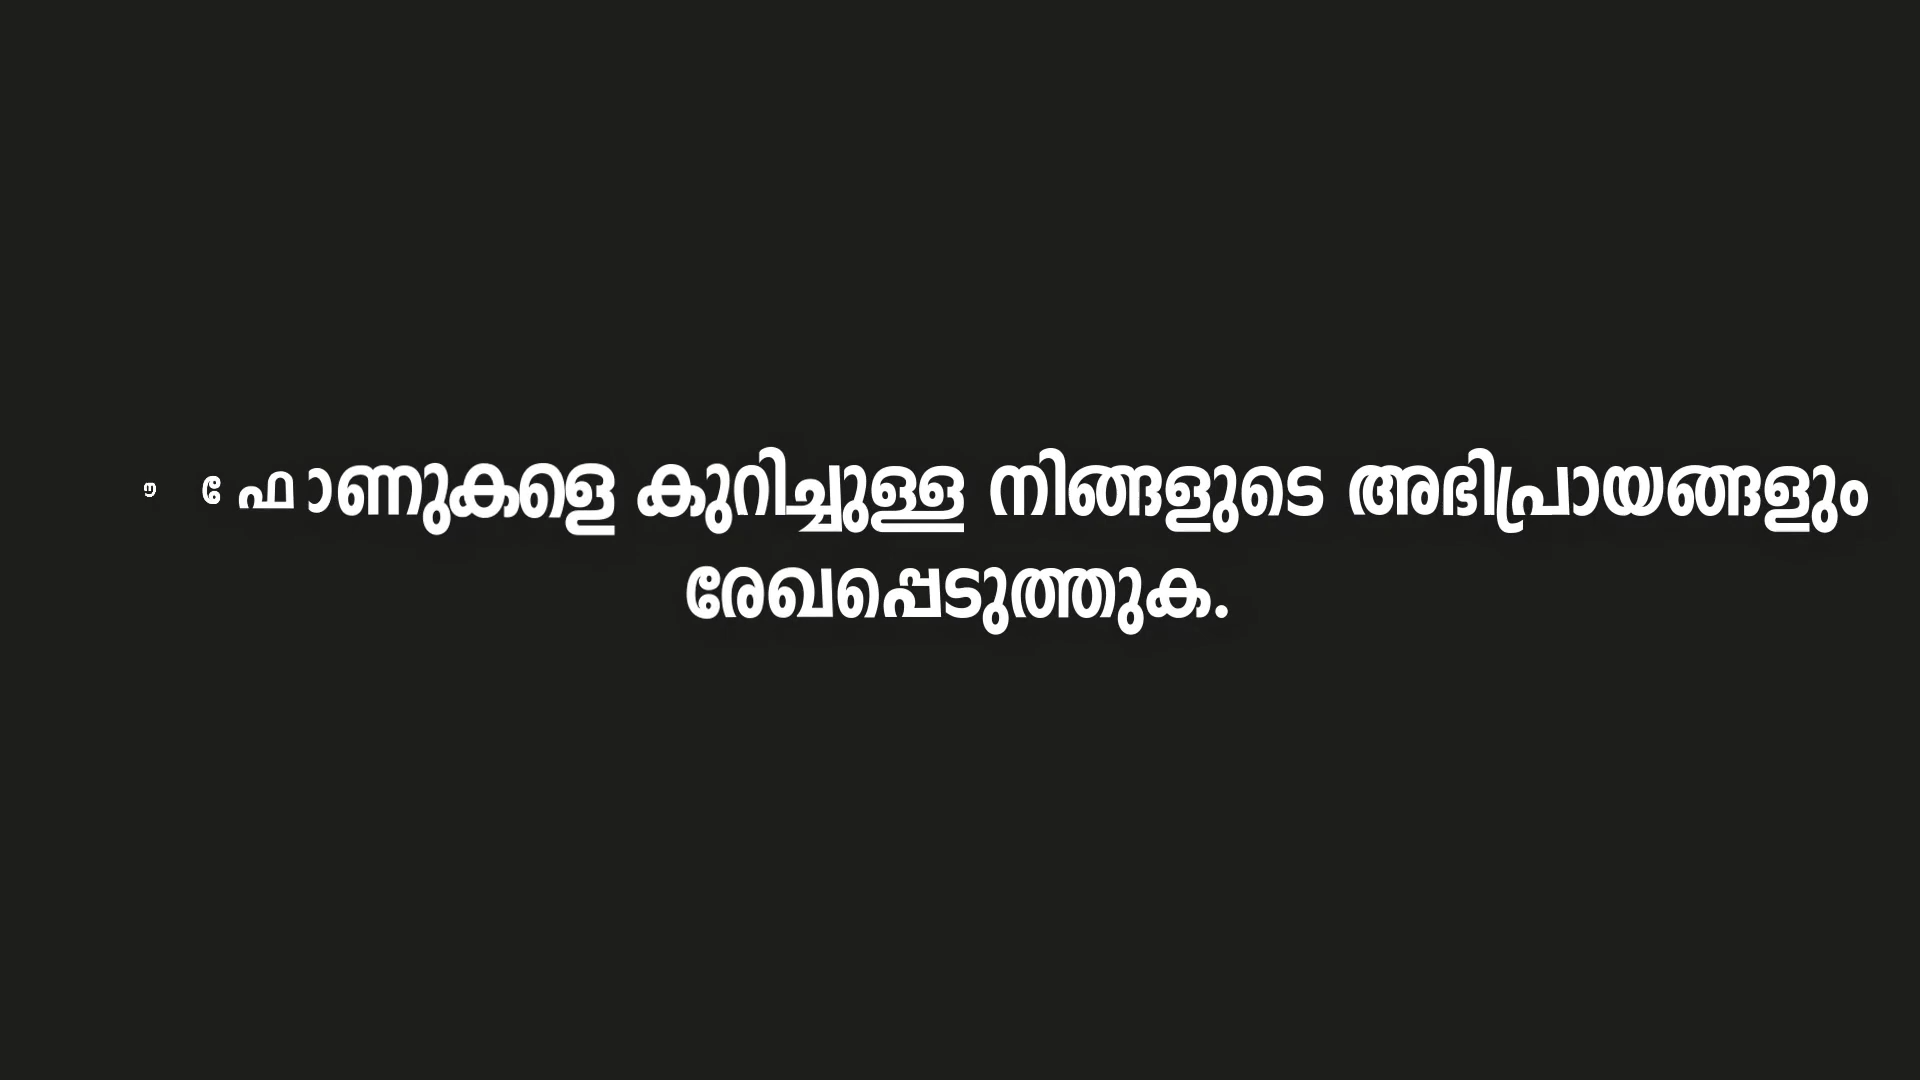 ഈ ഫോണുകളെ കുറിച്ചുള്ള നിങ്ങളുടെ അഭിപ്രായങ്ങളും
രേഖപ്പെടുത്തുക.